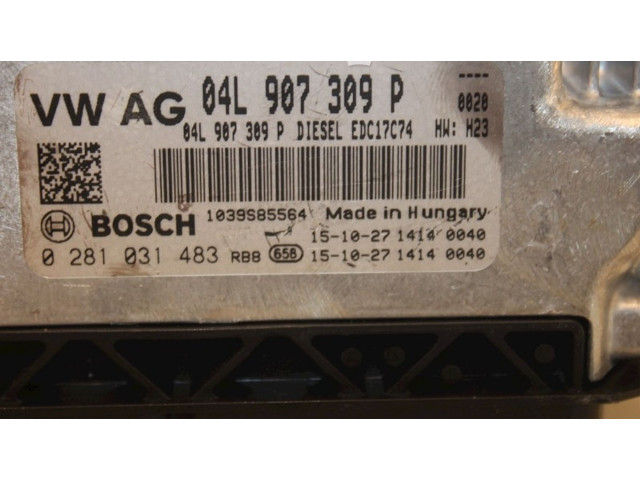 VW AG 04L 907 309 P ----
0020
04L 907 309 P DIESEL EDC17C74 HW: H23
BOSCH 1039S85564 Made in Hungary
15-10-27 1414 0040
0 281 031 483 RBB 658 15-10-27 1414 0040